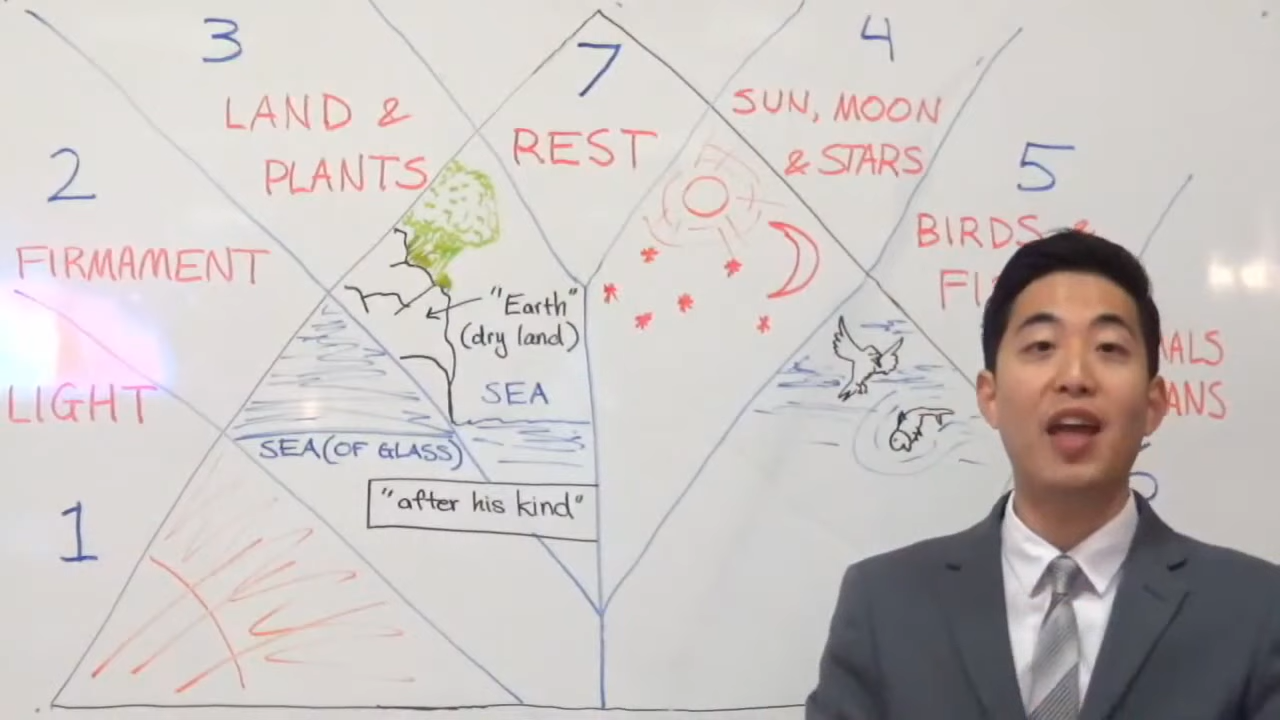 3
LAND &
PLANTS
2
FIRMAMENT
LIGHT
1
7
REST
4
SUN, MOON
& STARS
5
BIRDS &
"Earth"
(dry land)
SEA
SEA (OF GLASS)
"after his kind"